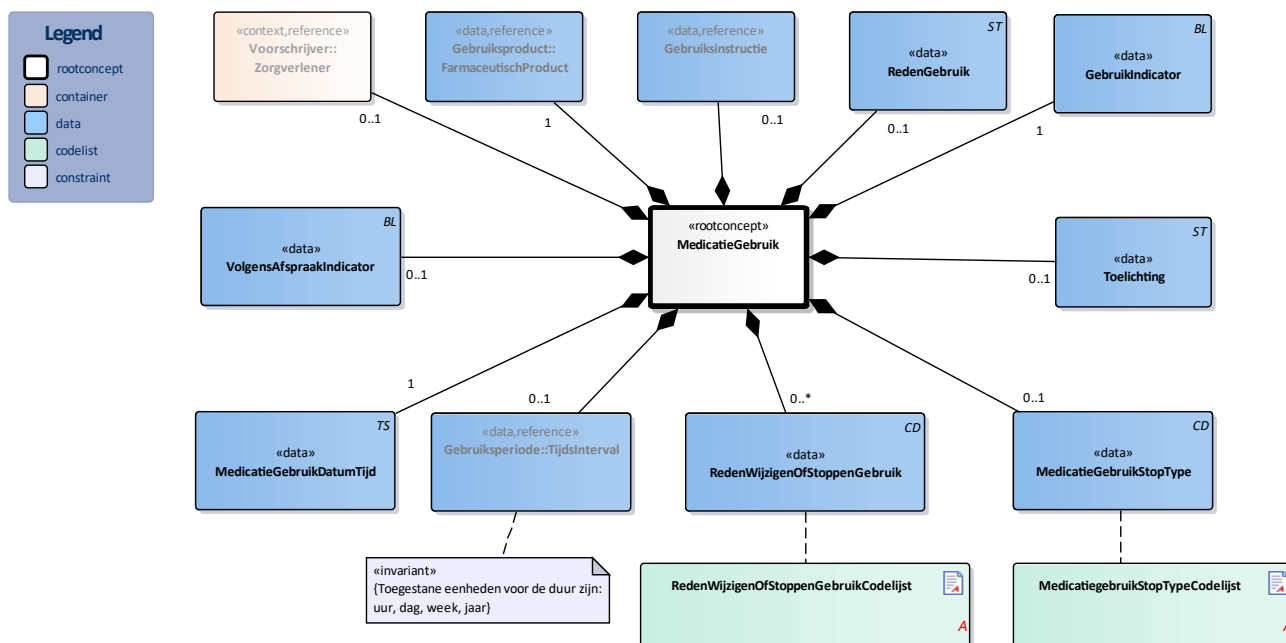 Legend
rootconcept
container
data
codelist
constraint
«context,reference»
Voorschrijver::
Zorgverlener
0..1
«data,reference»
Gebruiksproduct::
FarmaceutischProduct
1
«data,reference»
Gebruiksinstructie
0..1
ST
«data»
RedenGebruik
0..1
BL
«data»
GebruikIndicator
1
BL
«data»
VolgensAfspraakIndicator
0..1
«rootconcept»
MedicatieGebruik
ST
«data»
Toelichting
0..1
1
TS
«data»
MedicatieGebruikDatumTijd
0..1
«data,reference»
Gebruiksperiode::TijdsInterval
0..*
CD
«data»
RedenWijzigenOfStoppenGebruik
0..1
CD
«data»
MedicatieGebruikStopType
«invariant»
{Toegestane eenheden voor de duur zijn:
uur, dag, week, jaar}
RedenWijzigenOfStoppenGebruikCodelijst
A
MedicatiegebruikStopTypeCodelijst
A